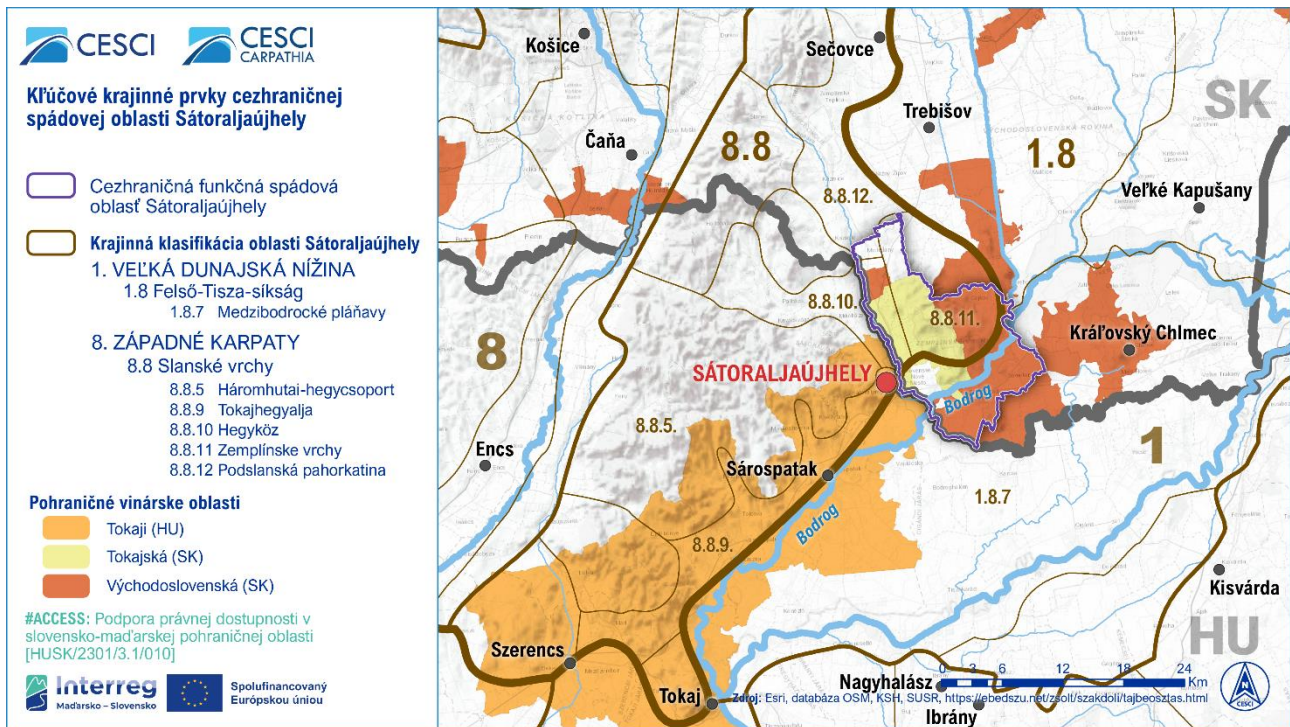 CESCI
CESCI
CARPATHIA
Kľúčové krajinné prvky cezhraničnej
spádovej oblasti Sátoraljaújhely
Cezhraničná funkčná spádová
oblasť Sátoraljaújhely
Krajinná klasifikácia oblasti Sátoraljaújhely
1. VEĽKÁ DUNAJSKÁ NÍŽINA
1.8 Felső-Tisza-síkság
1.8.7 Medzibodrocké pláňavy
8. ZÁPADNÉ KARPATY
8.8 Slanské vrchy
8.8.5 Háromhutai-hegycsoport
8.8.9 Tokajhegyalja
8.8.10 Hegyköz
8.8.11 Zemplínske vrchy
8.8.12 Podslanská pahorkatina
Pohraničné vinárske oblasti
Tokaji (HU)
Tokajská (SK)
Východoslovenská (SK)
#ACCESS: Podpora právnej dostupnosti v
slovensko-maďarskej pohraničnej oblasti
[HUSK/2301/3.1/010]
Interreg
Maďarsko – Slovensko
Spolufinancovaný
Európskou úniou
Košice
Sečovce
SK
Trebišov
Čaňa
8.8
1.8
8.8.12.
Veľké Kapušany
8.8.10.
8.8.11.
8
Kráľovský Chlmec
SÁTORALJAÚJHELY
Bodrog
8.8.5.
1
Encs
Sárospatak
1.8.7
Bodrog
8.8.9.
Kisvárda
HU
Szerencs
0 3 6 12 18 24
Km
Nagyhalász
Tokaj
Zdroj: Esri, databáza OSM, KSH, SUSR, https://ebedszu.net/zsolt/szakdoli/tajbeosztas.html
Ibrány
N
CESCI